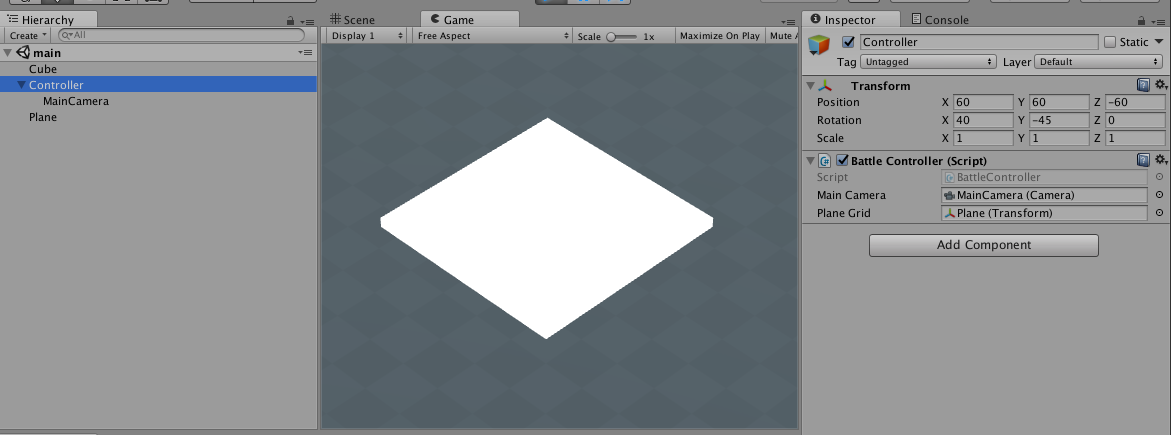 Hierarchy
Create
All
main
Cube
Controller
MainCamera
Plane
Scene
Game
Display 1
Free Aspect
Scale
1x
Maximize On Play
Mute A
Inspector
Console
Controller
Static
Tag
Untagged
Layer
Default
Transform
Position X 60 Y 60 Z -60
Rotation X 40 Y -45 Z 0
Scale X 1 Y 1 Z 1
Battle Controller (Script)
Script BattleController
Main Camera MainCamera (Camera)
Plane Grid Plane (Transform)
Add Component